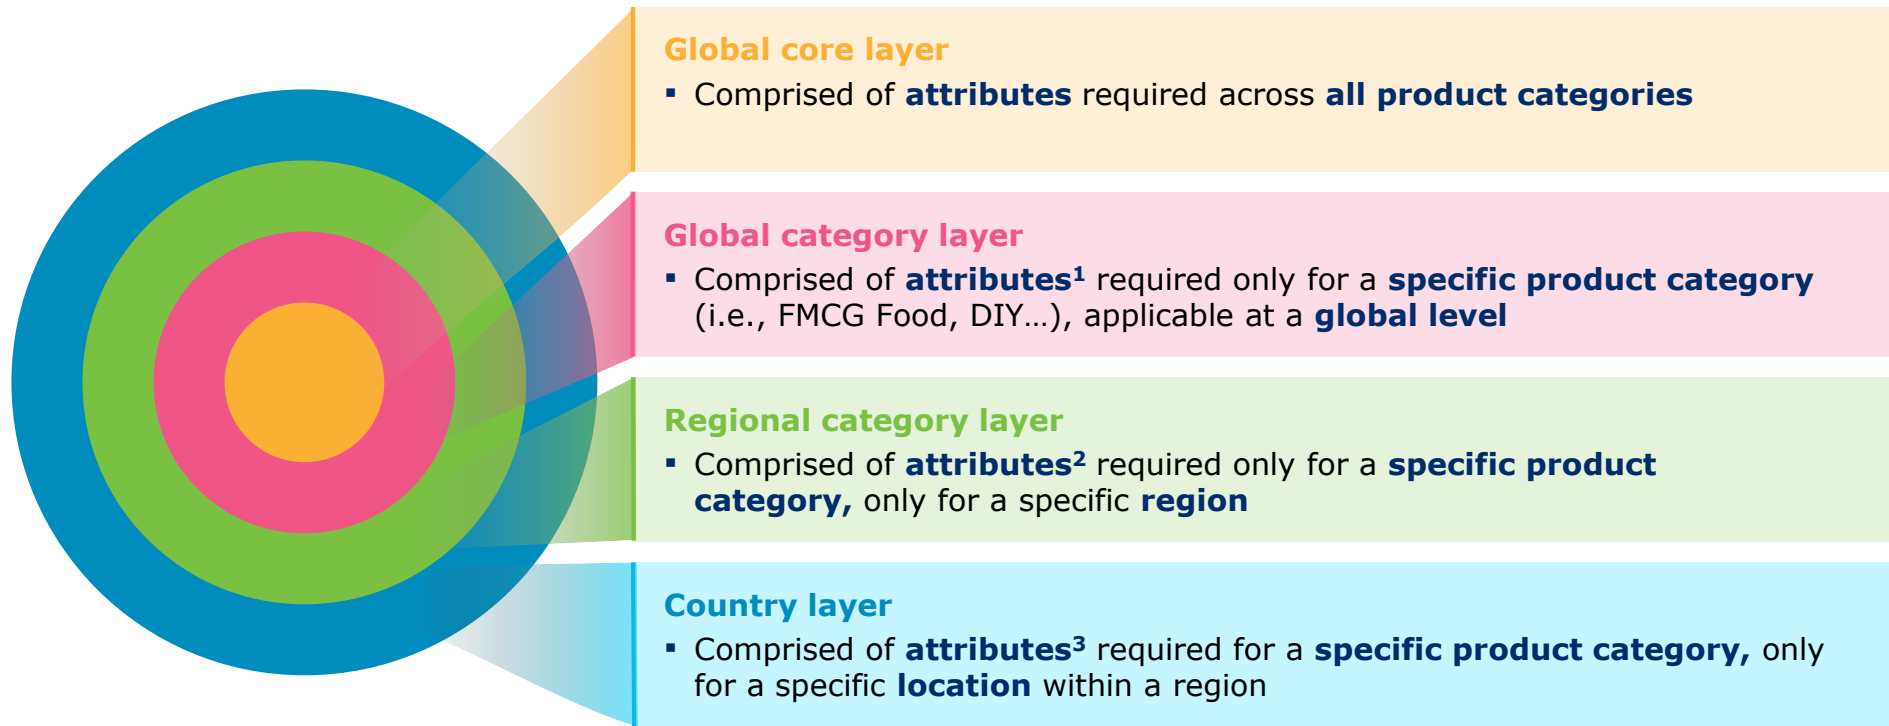 Global core layer
▪ Comprised of attributes required across all product categories
Global category layer
▪ Comprised of attributes¹ required only for a specific product category
(i.e., FMCG Food, DIY…), applicable at a global level
Regional category layer
▪ Comprised of attributes² required only for a specific product
category, only for a specific region
Country layer
▪ Comprised of attributes³ required for a specific product category, only
for a specific location within a region